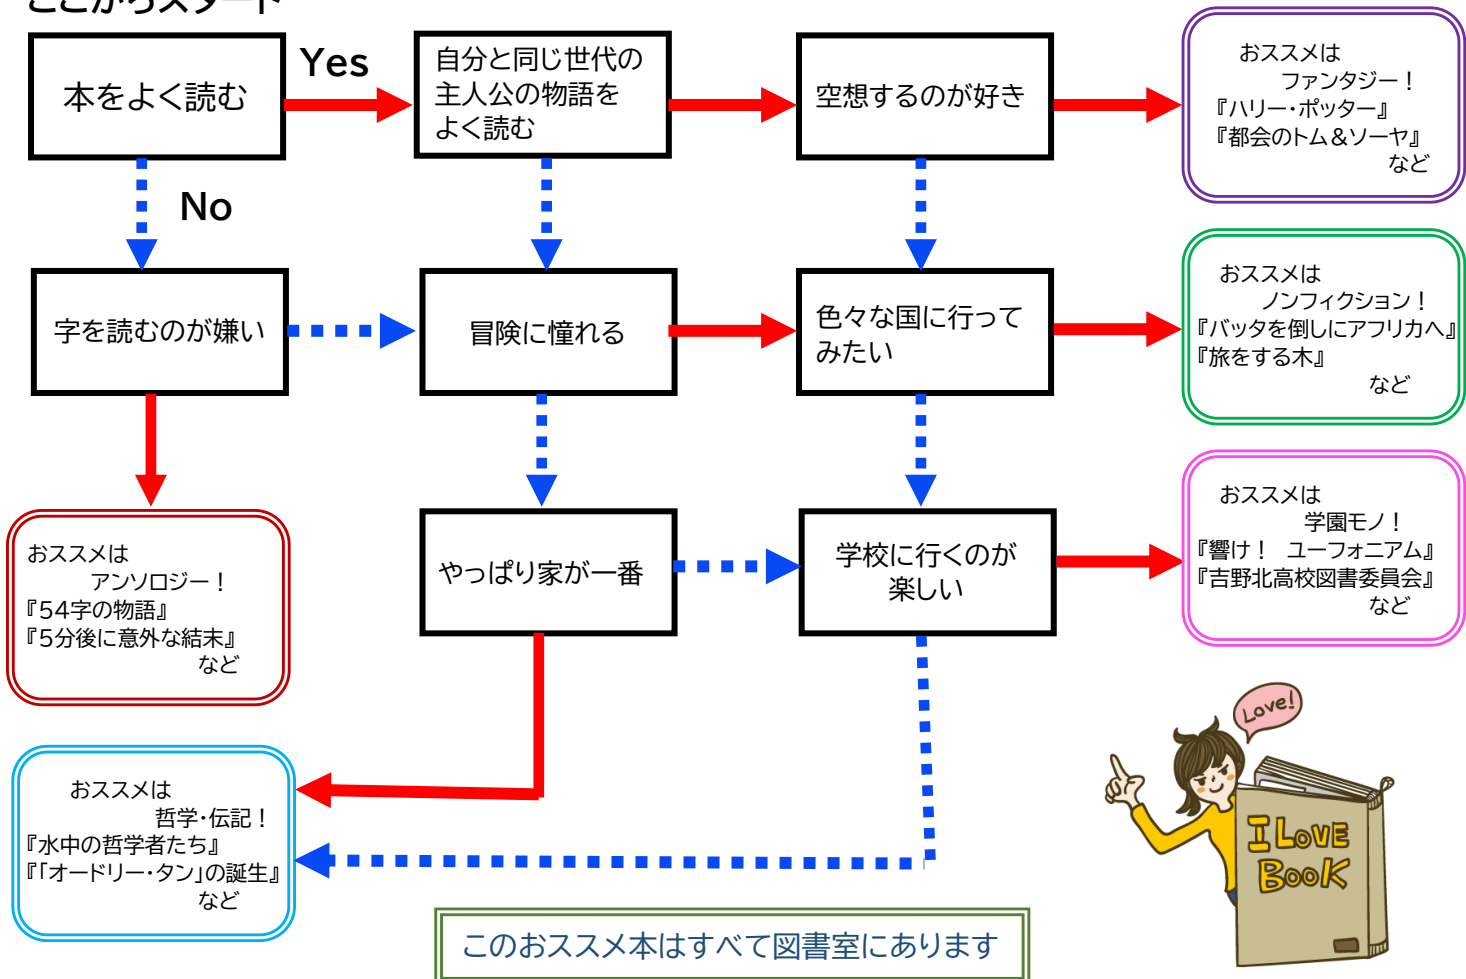 ここからスタート
本をよく読む
Yes
自分と同じ世代の
主人公の物語を
よく読む
空想するのが好き
おススメは
ファンタジー！
『ハリー・ポッター』
『都会のトム＆ソーヤ』
など
No
字を読むのが嫌い
冒険に憧れる
色々な国に行って
みたい
おススメは
ノンフィクション！
『バッタを倒しにアフリカへ』
『旅をする木』
など
おススメは
アンソロジー！
『54字の物語』
『5分後に意外な結末』
など
やっぱり家が一番
学校に行くのが
楽しい
おススメは
学園モノ！
『響け！　ユーフォニアム』
『吉野北高校図書委員会』
など
おススメは
哲学・伝記！
『水中の哲学者たち』
『「オードリー・タン」の誕生』
など
Love!
I LOVE
BOOK
このおススメ本はすべて図書室にあります